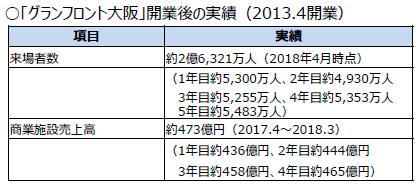 ○｢グランフロント大阪｣開業後の実績（2013.4開業）
項目 実績
来場者数 約2億6,321万人（2018年4月時点）
（1年目約5,300万人、2年目約4,930万人
3年目約5,255万人、4年目約5,353万人
5年目約5,483万人）
商業施設売上高 約473億円（2017.4～2018.3）
（1年目約436億円、2年目約444億円
3年目約458億円、4年目約465億円）